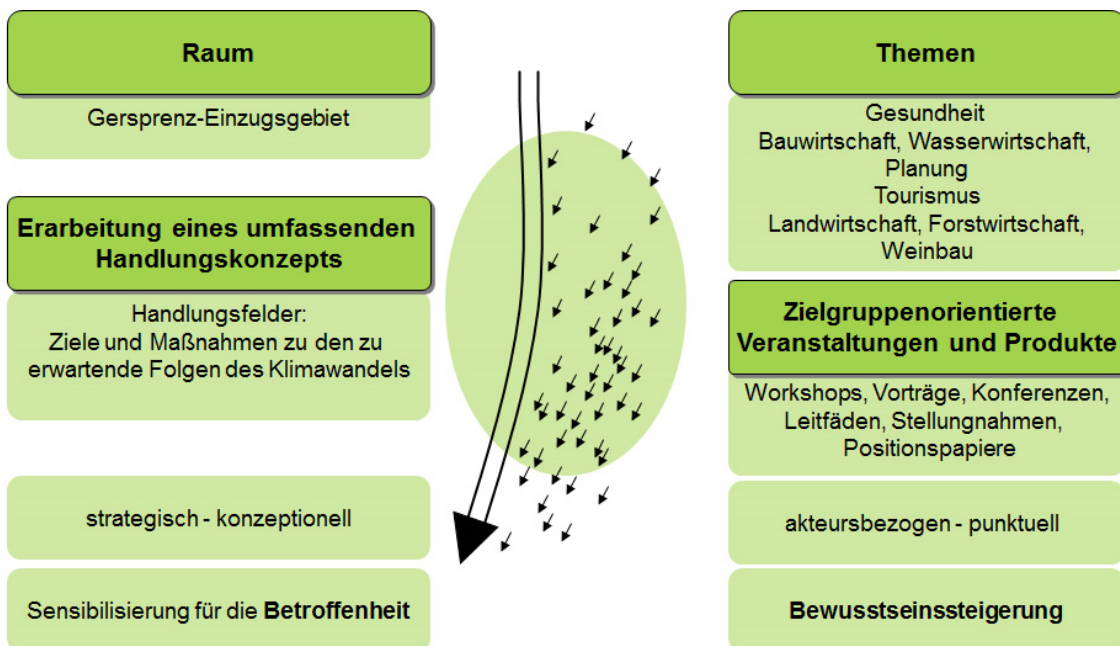 Raum
Gersprenz-Einzugsgebiet
Erarbeitung eines umfassenden
Handlungskonzepts
Handlungsfelder:
Ziele und Maßnahmen zu den zu
erwartende Folgen des Klimawandels
strategisch - konzeptionell
Sensibilisierung für die Betroffenheit
Themen
Gesundheit
Bauwirtschaft, Wasserwirtschaft,
Planung
Tourismus
Landwirtschaft, Forstwirtschaft,
Weinbau
Zielgruppenorientierte
Veranstaltungen und Produkte
Workshops, Vorträge, Konferenzen,
Leitfäden, Stellungnahmen,
Positionspapiere
akteursbezogen - punktuell
Bewusstseinssteigerung